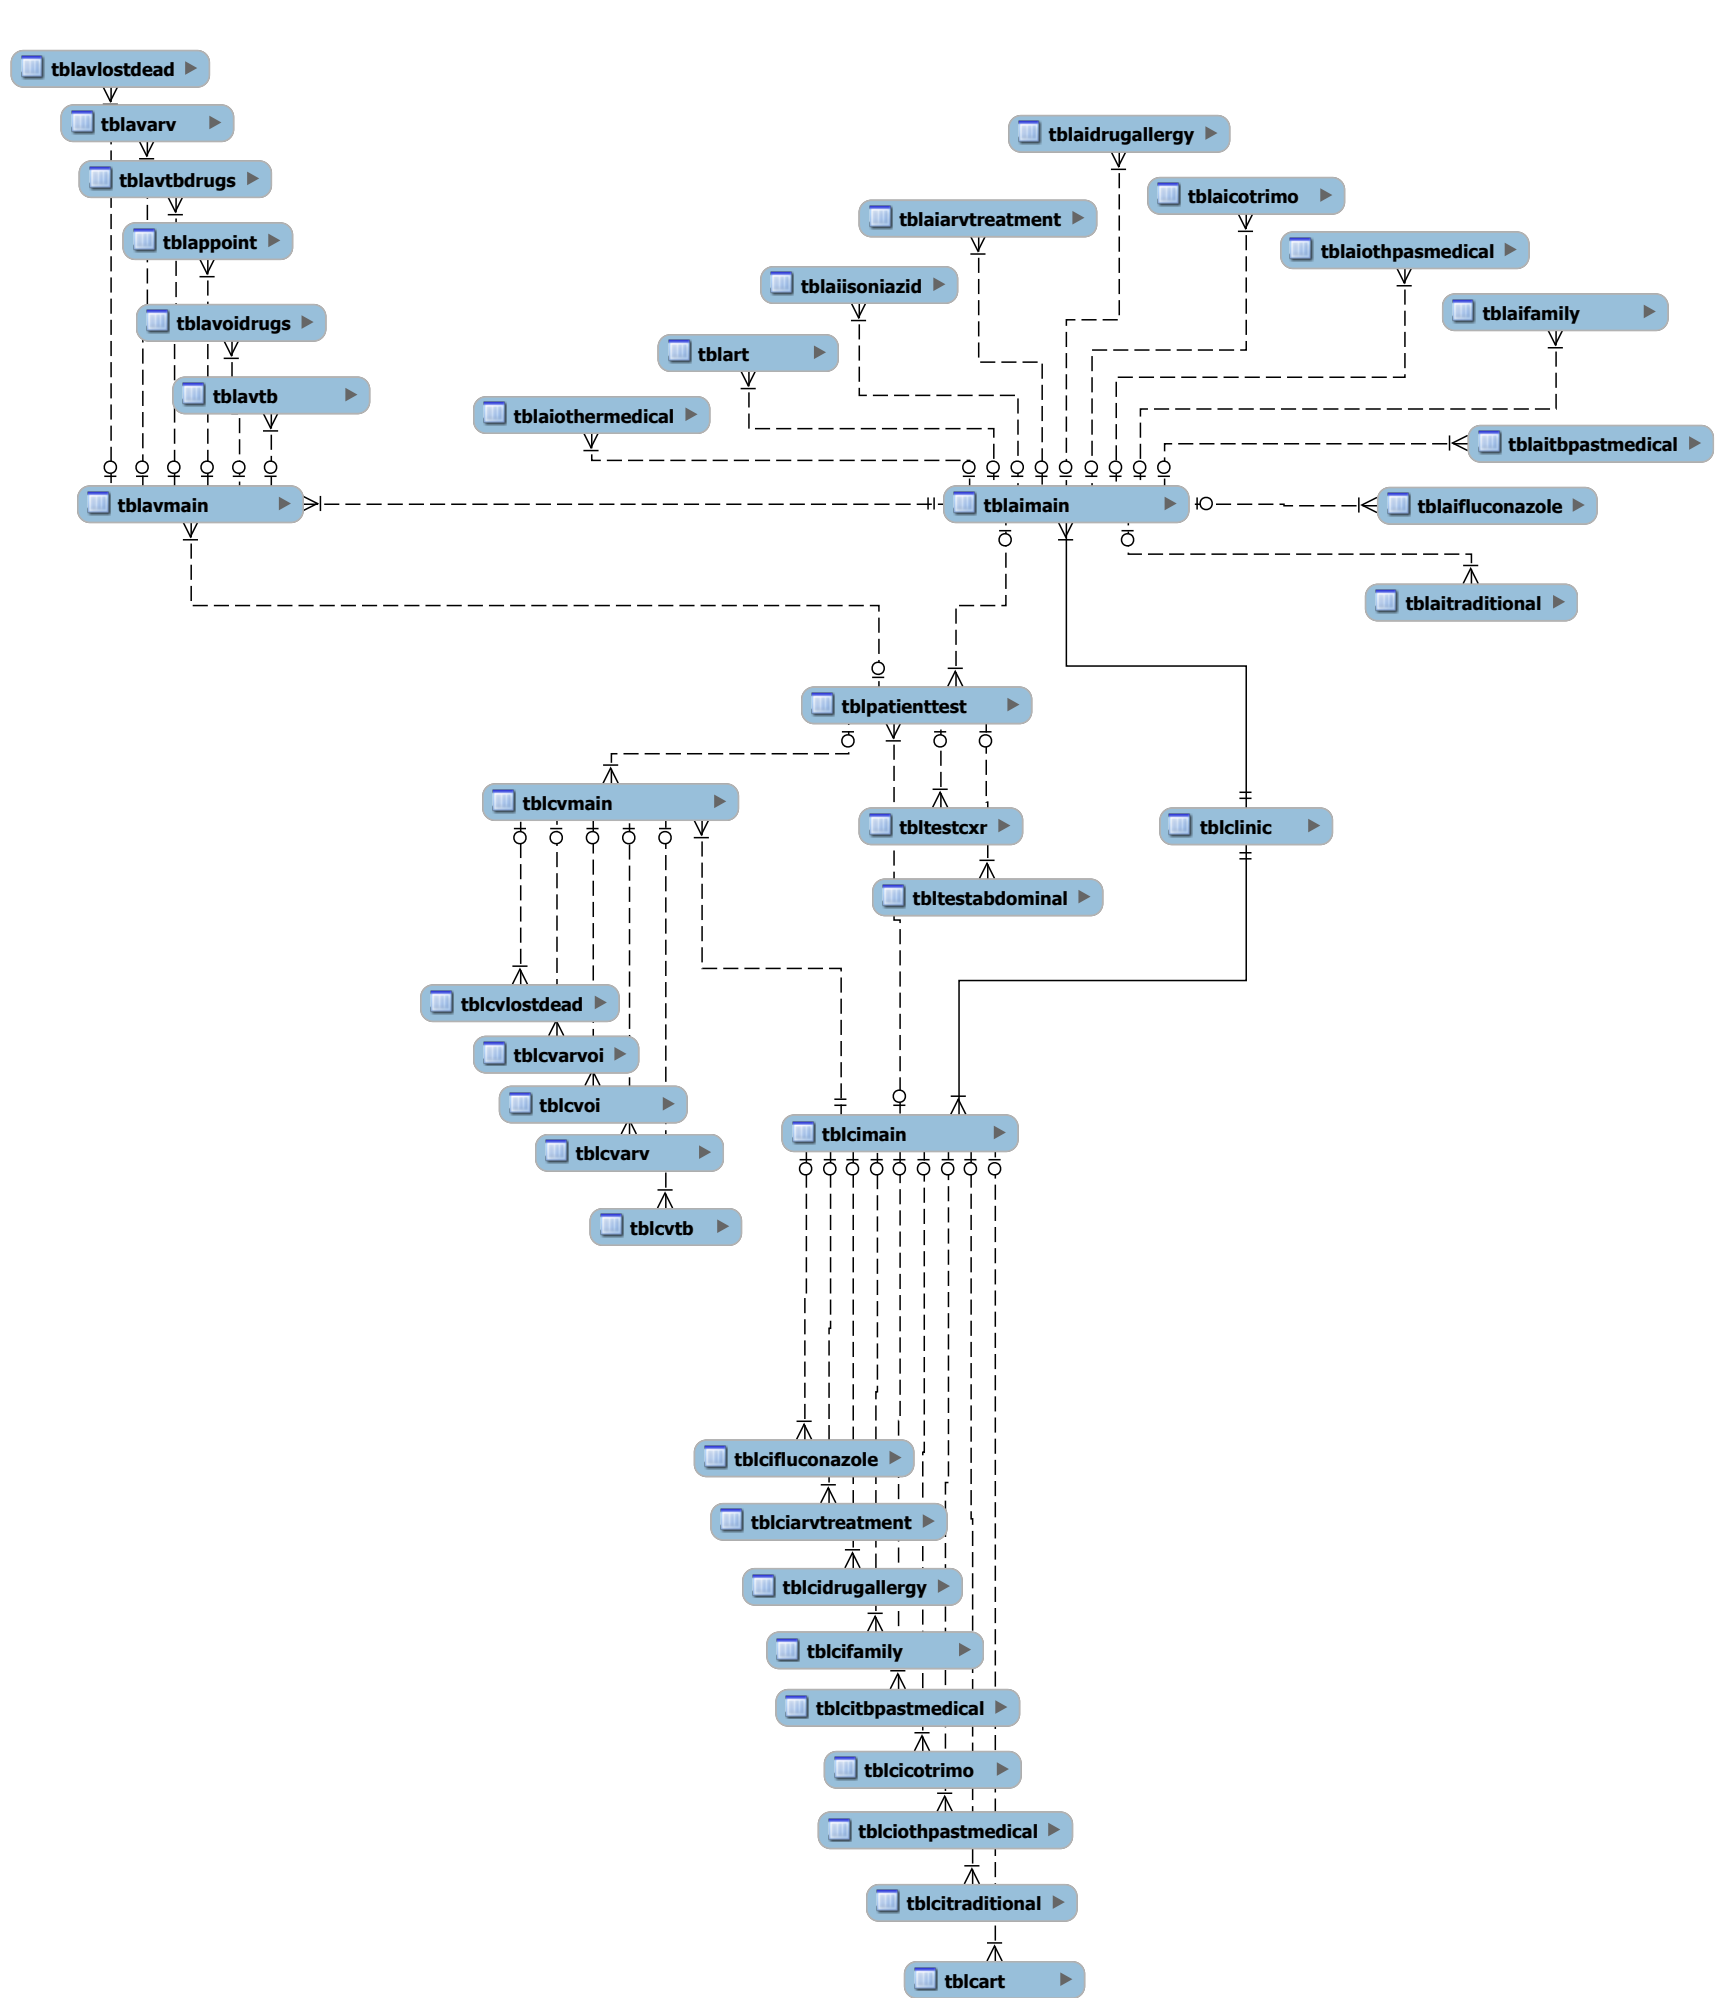 tblavlostdead
tblavarv
tblaidrugallergy
tblavtbdrugs
tblaicotrimo
tblaiarvtreatment
tblappoint
tblaiothpasmedical
tblaiisoniazid
tblaifamily
tblavoidrugs
tblart
tblavtb
tblaiothermedical
tblaitbpastmedical
tblavmain
tblaimain
tblaifluconazole
tblaitraditional
tblpatienttest
tblcvmain
tbltestcxr
tblclinic
tbltestabdominal
tblcvlostdead
tblcvarvoi
tblcvoi
tblcimain
tblcvarv
tblcvtb
tblcifluconazole
tblciarvtreatment
tblcidrugallergy
tblcifamily
tblcitbpastmedical
tblcicotrimo
tblciothpastmedical
tblcitraditional
tblcart